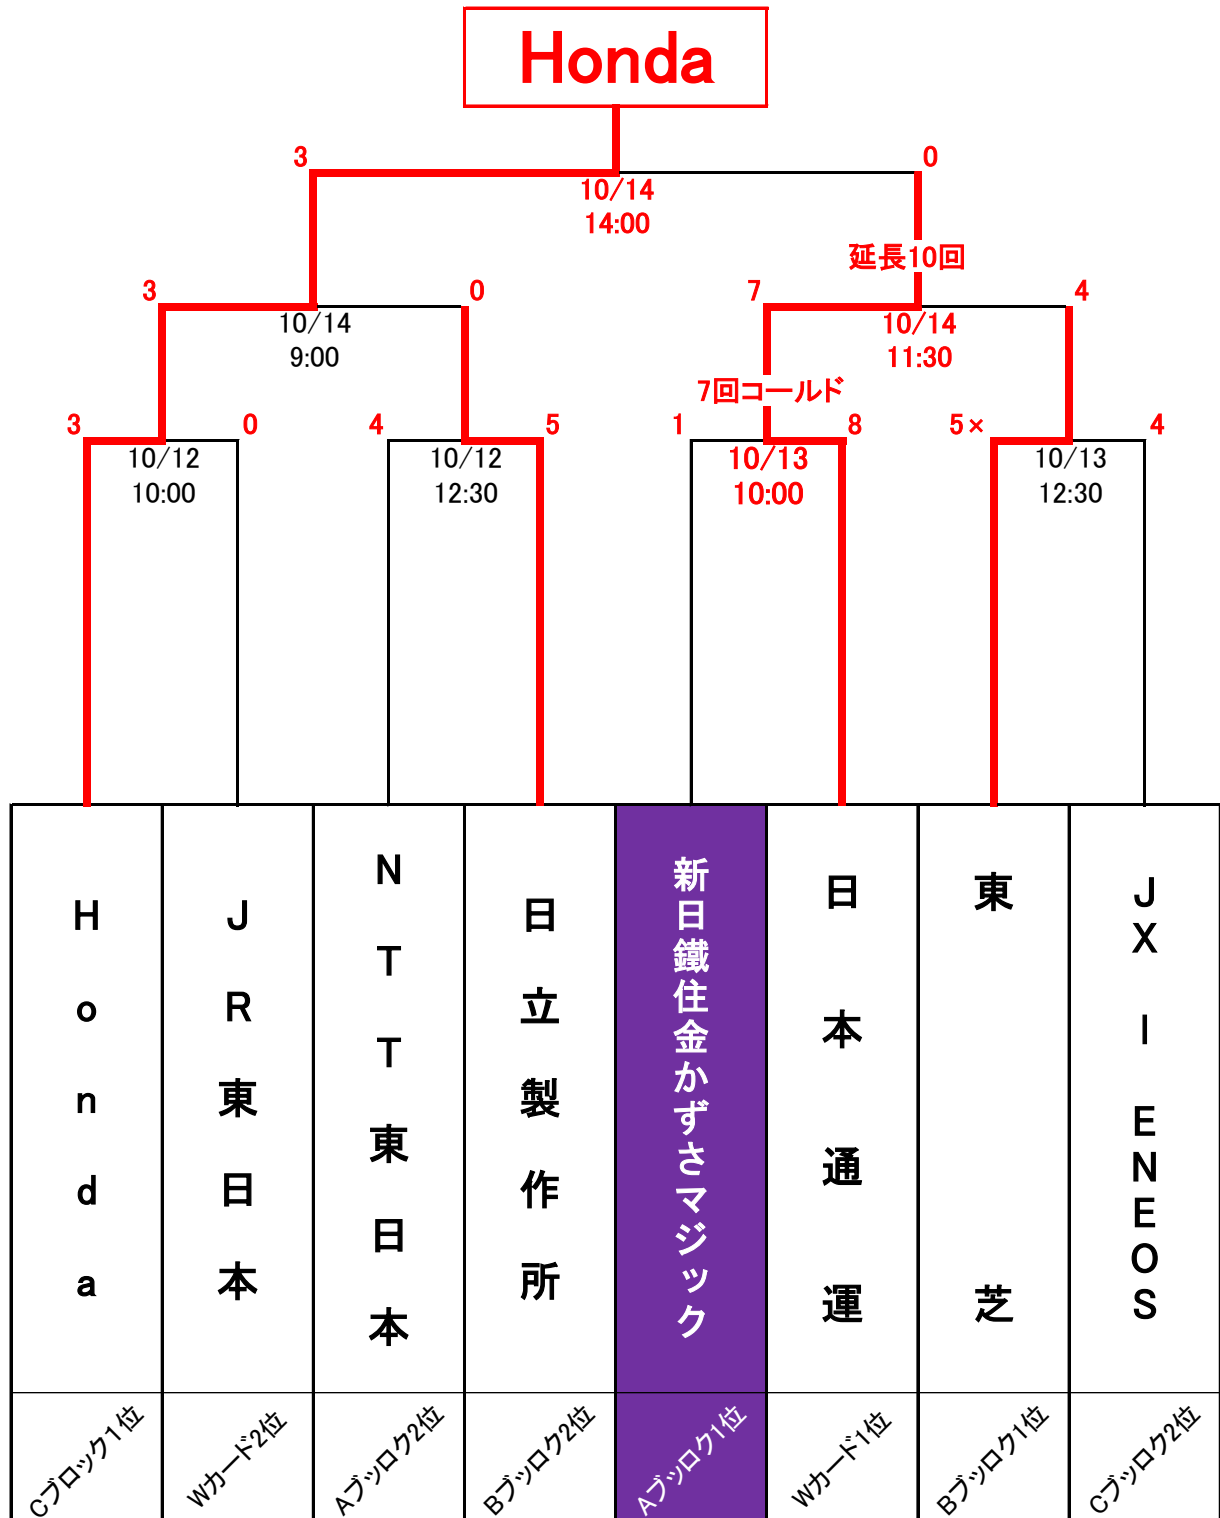 Honda
3
0
10/14
14:00
延長10回
3
0
7
4
10/14
9:00
10/14
11:30
7回コールド
3
0
4
5
1
8
5×
4
10/12
10:00
10/12
12:30
10/13
10:00
10/13
12:30
Honda
JR東日本
NTT東日本
日立製作所
新日鐵住金かずさマジック
日本通運
東芝
JX I ENEOS
Cブロック1位
Wカード2位
Aブッロク2位
Bブッロク2位
Aブッロク1位
Wカード1位
Bブッロク1位
Cブッロク2位